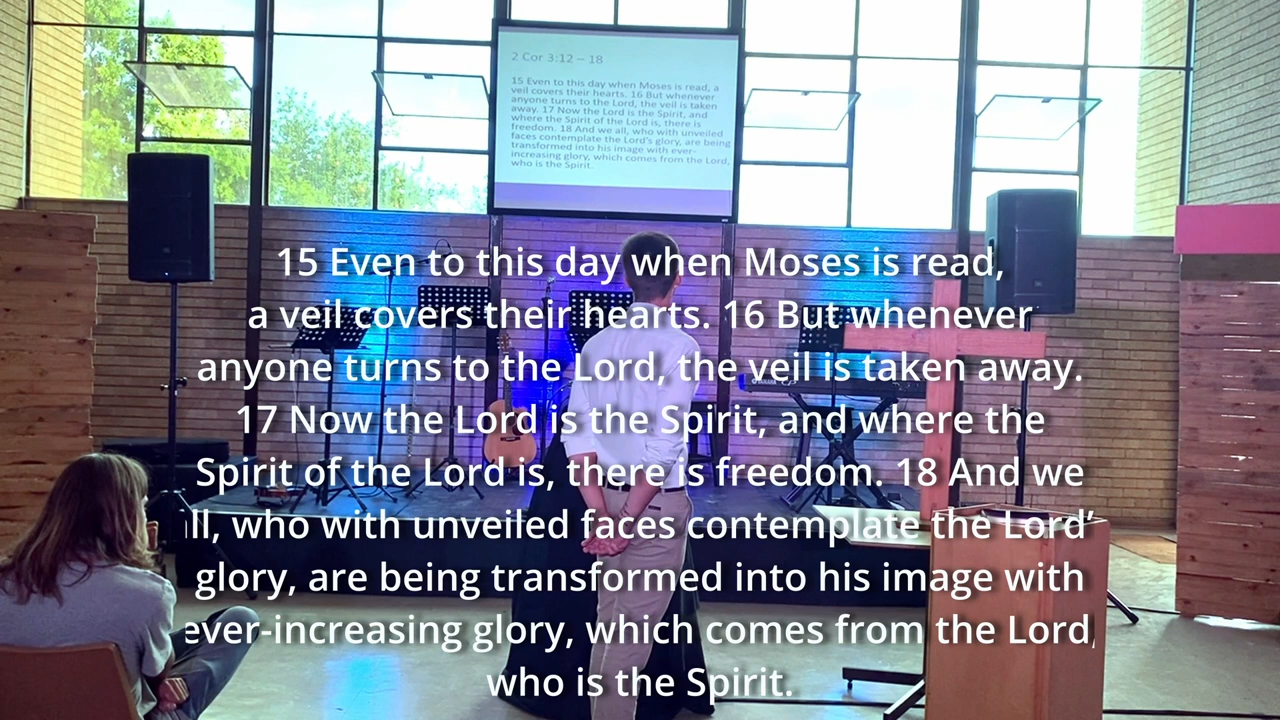 2 Cor 3:12 – 18
15 Even to this day when Moses is read, a
veil covers their hearts. 16 But whenever
anyone turns to the Lord, the veil is taken
away. 17 Now the Lord is the Spirit, and
where the Spirit of the Lord is, there is
freedom. 18 And we all, who with unveiled
faces contemplate the Lord's glory, are being
transformed into his image with ever-
increasing glory, which comes from the Lord,
who is the Spirit.
15 Even to this day when Moses is read,
a veil covers their hearts. 16 But whenever
anyone turns to the Lord, the veil is taken away.
17 Now the Lord is the Spirit, and where the
Spirit of the Lord is, there is freedom. 18 And we
ll, who with unveiled faces contemplate the Lord’
glory, are being transformed into his image with
ever-increasing glory, which comes from the Lord,
who is the Spirit.
YAMAHA